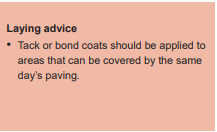 Laying advice
• Tack or bond coats should be applied to
areas that can be covered by the same
day's paving.